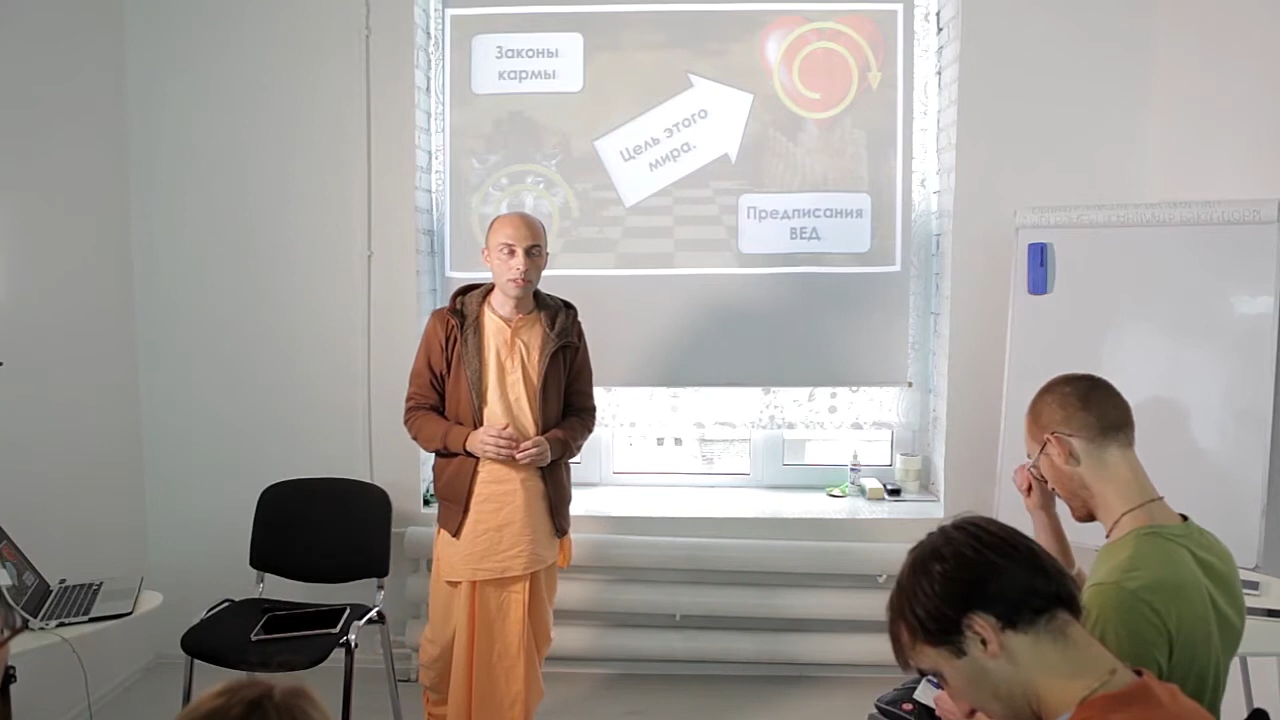 Законы
кармы
Цель этого
мира.
Предписания
ВЕД